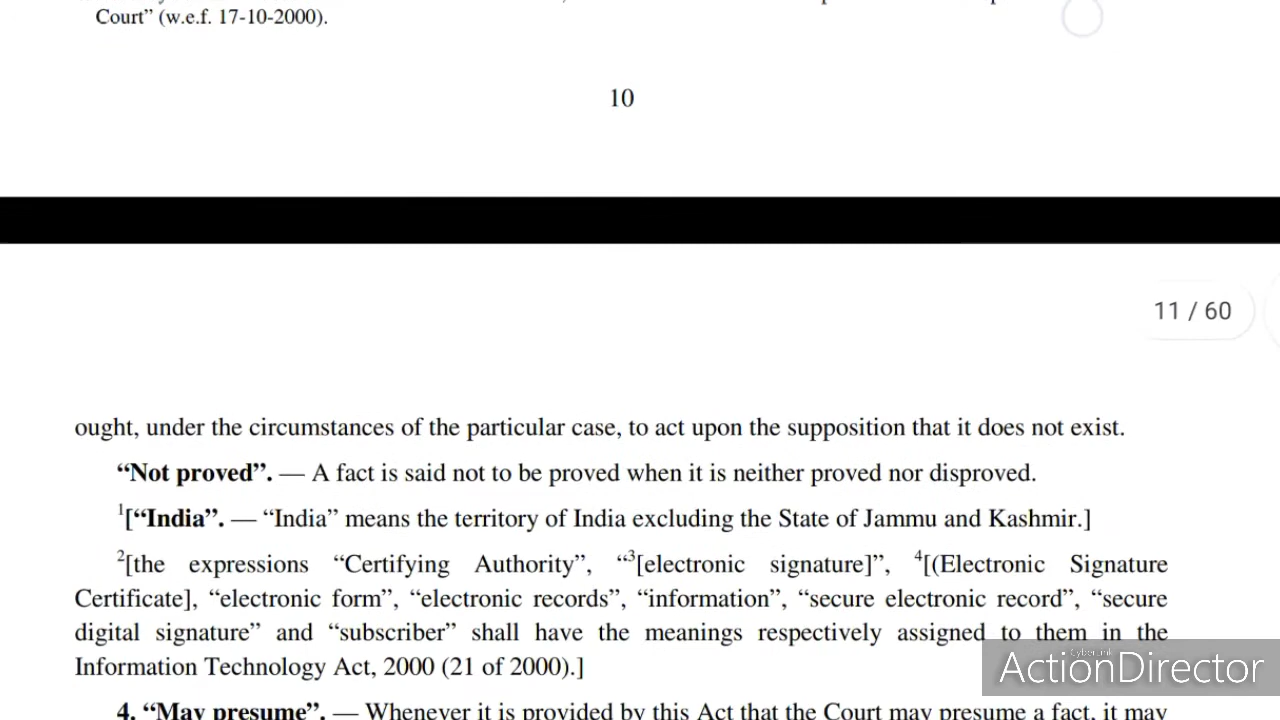 Court” (w.e.f. 17-10-2000).
10
11 / 60
ought, under the circumstances of the particular case, to act upon the supposition that it does not exist.
“Not proved”. — A fact is said not to be proved when it is neither proved nor disproved.
1[“India”. — “India” means the territory of India excluding the State of Jammu and Kashmir.]
2[the expressions “Certifying Authority”, “3[electronic signature]”, 4[(Electronic Signature
Certificate], “electronic form”, “electronic records”, “information”, “secure electronic record”, “secure
digital signature” and “subscriber” shall have the meanings respectively assigned to them in the
Information Technology Act, 2000 (21 of 2000).]
CyberLink
ActionDirector
4. “May presume”. — Whenever it is provided by this Act that the Court may presume a fact, it may